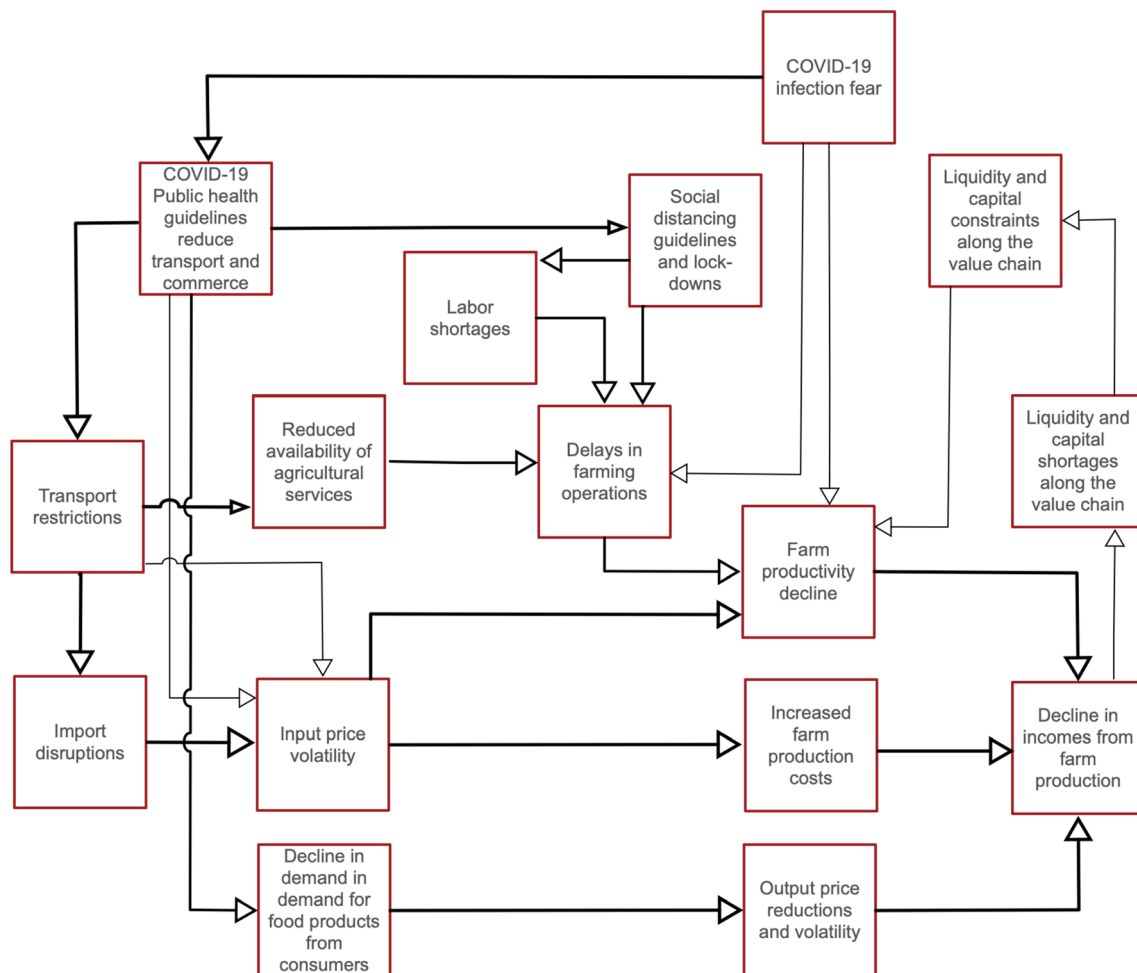 COVID-19
infection fear
COVID-19
Public health
guidelines
reduce
transport and
commerce
Social
distancing
guidelines
and lock-
downs
Liquidity and
capital
constraints
along the
value chain
Labor
shortages
Reduced
availability of
agricultural
services
Delays in
farming
operations
Liquidity and
capital
shortages
along the
value chain
Transport
restrictions
Farm
productivity
decline
Import
disruptions
Input price
volatility
Increased
farm
production
costs
Decline in
incomes from
farm
production
Decline in
demand in
demand for
food products
from
consumers
Output price
reductions
and volatility